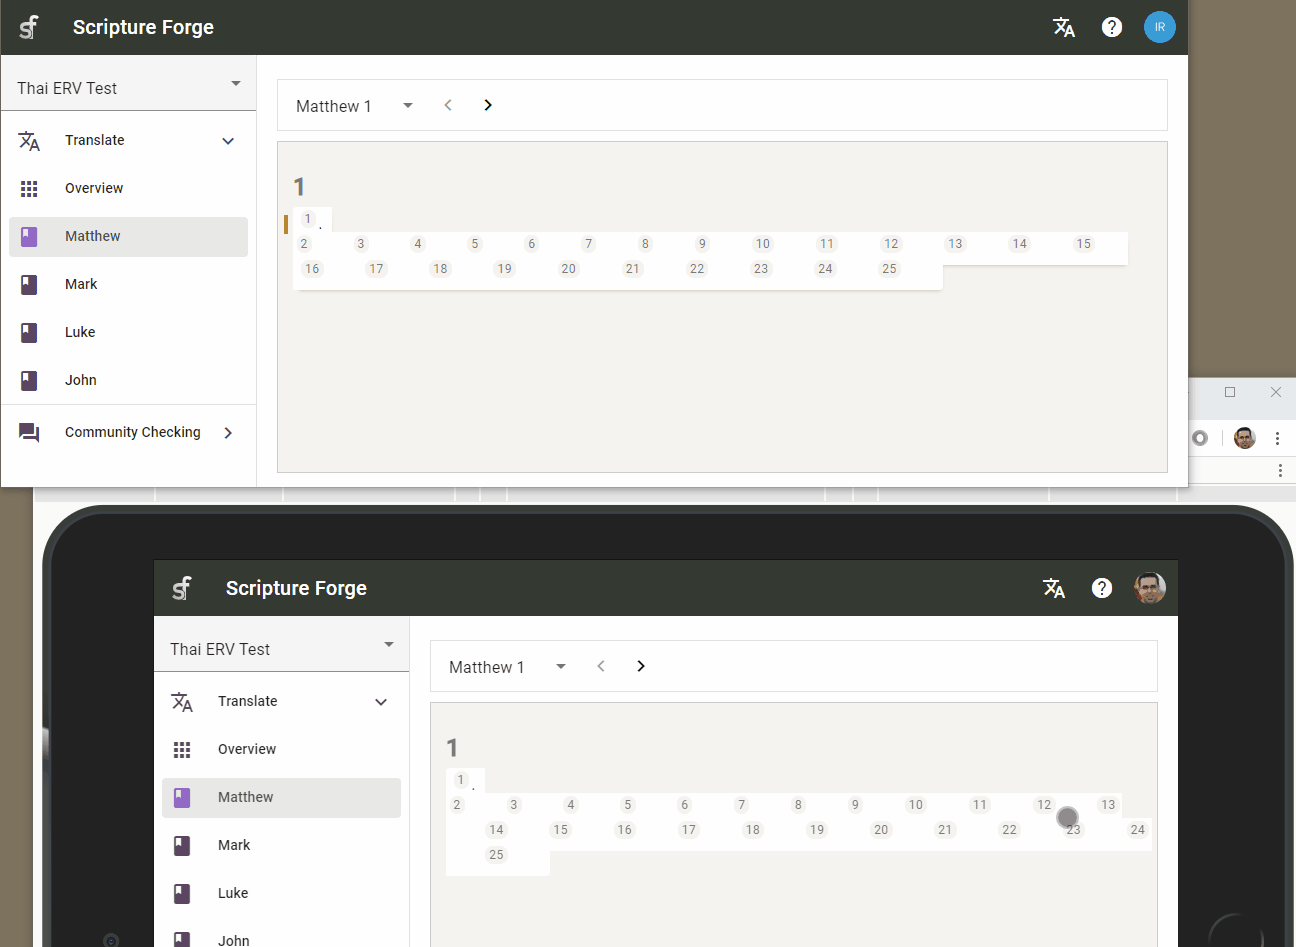 sf Scripture Forge IR
Thai ERV Test
Matthew 1
Translate
Overview
Matthew
Mark
Luke
John
Community Checking
1
1 .
2 3 4 5 6 7 8 9 10 11 12 13 14 15
16 17 18 19 20 21 22 23 24 25
sf Scripture Forge
Thai ERV Test
Matthew 1
Translate
Overview
Matthew
Mark
Luke
John
1
1 .
2 3 4 5 6 7 8 9 10 11 12 13
14 15 16 17 18 19 20 21 22 23 24
25